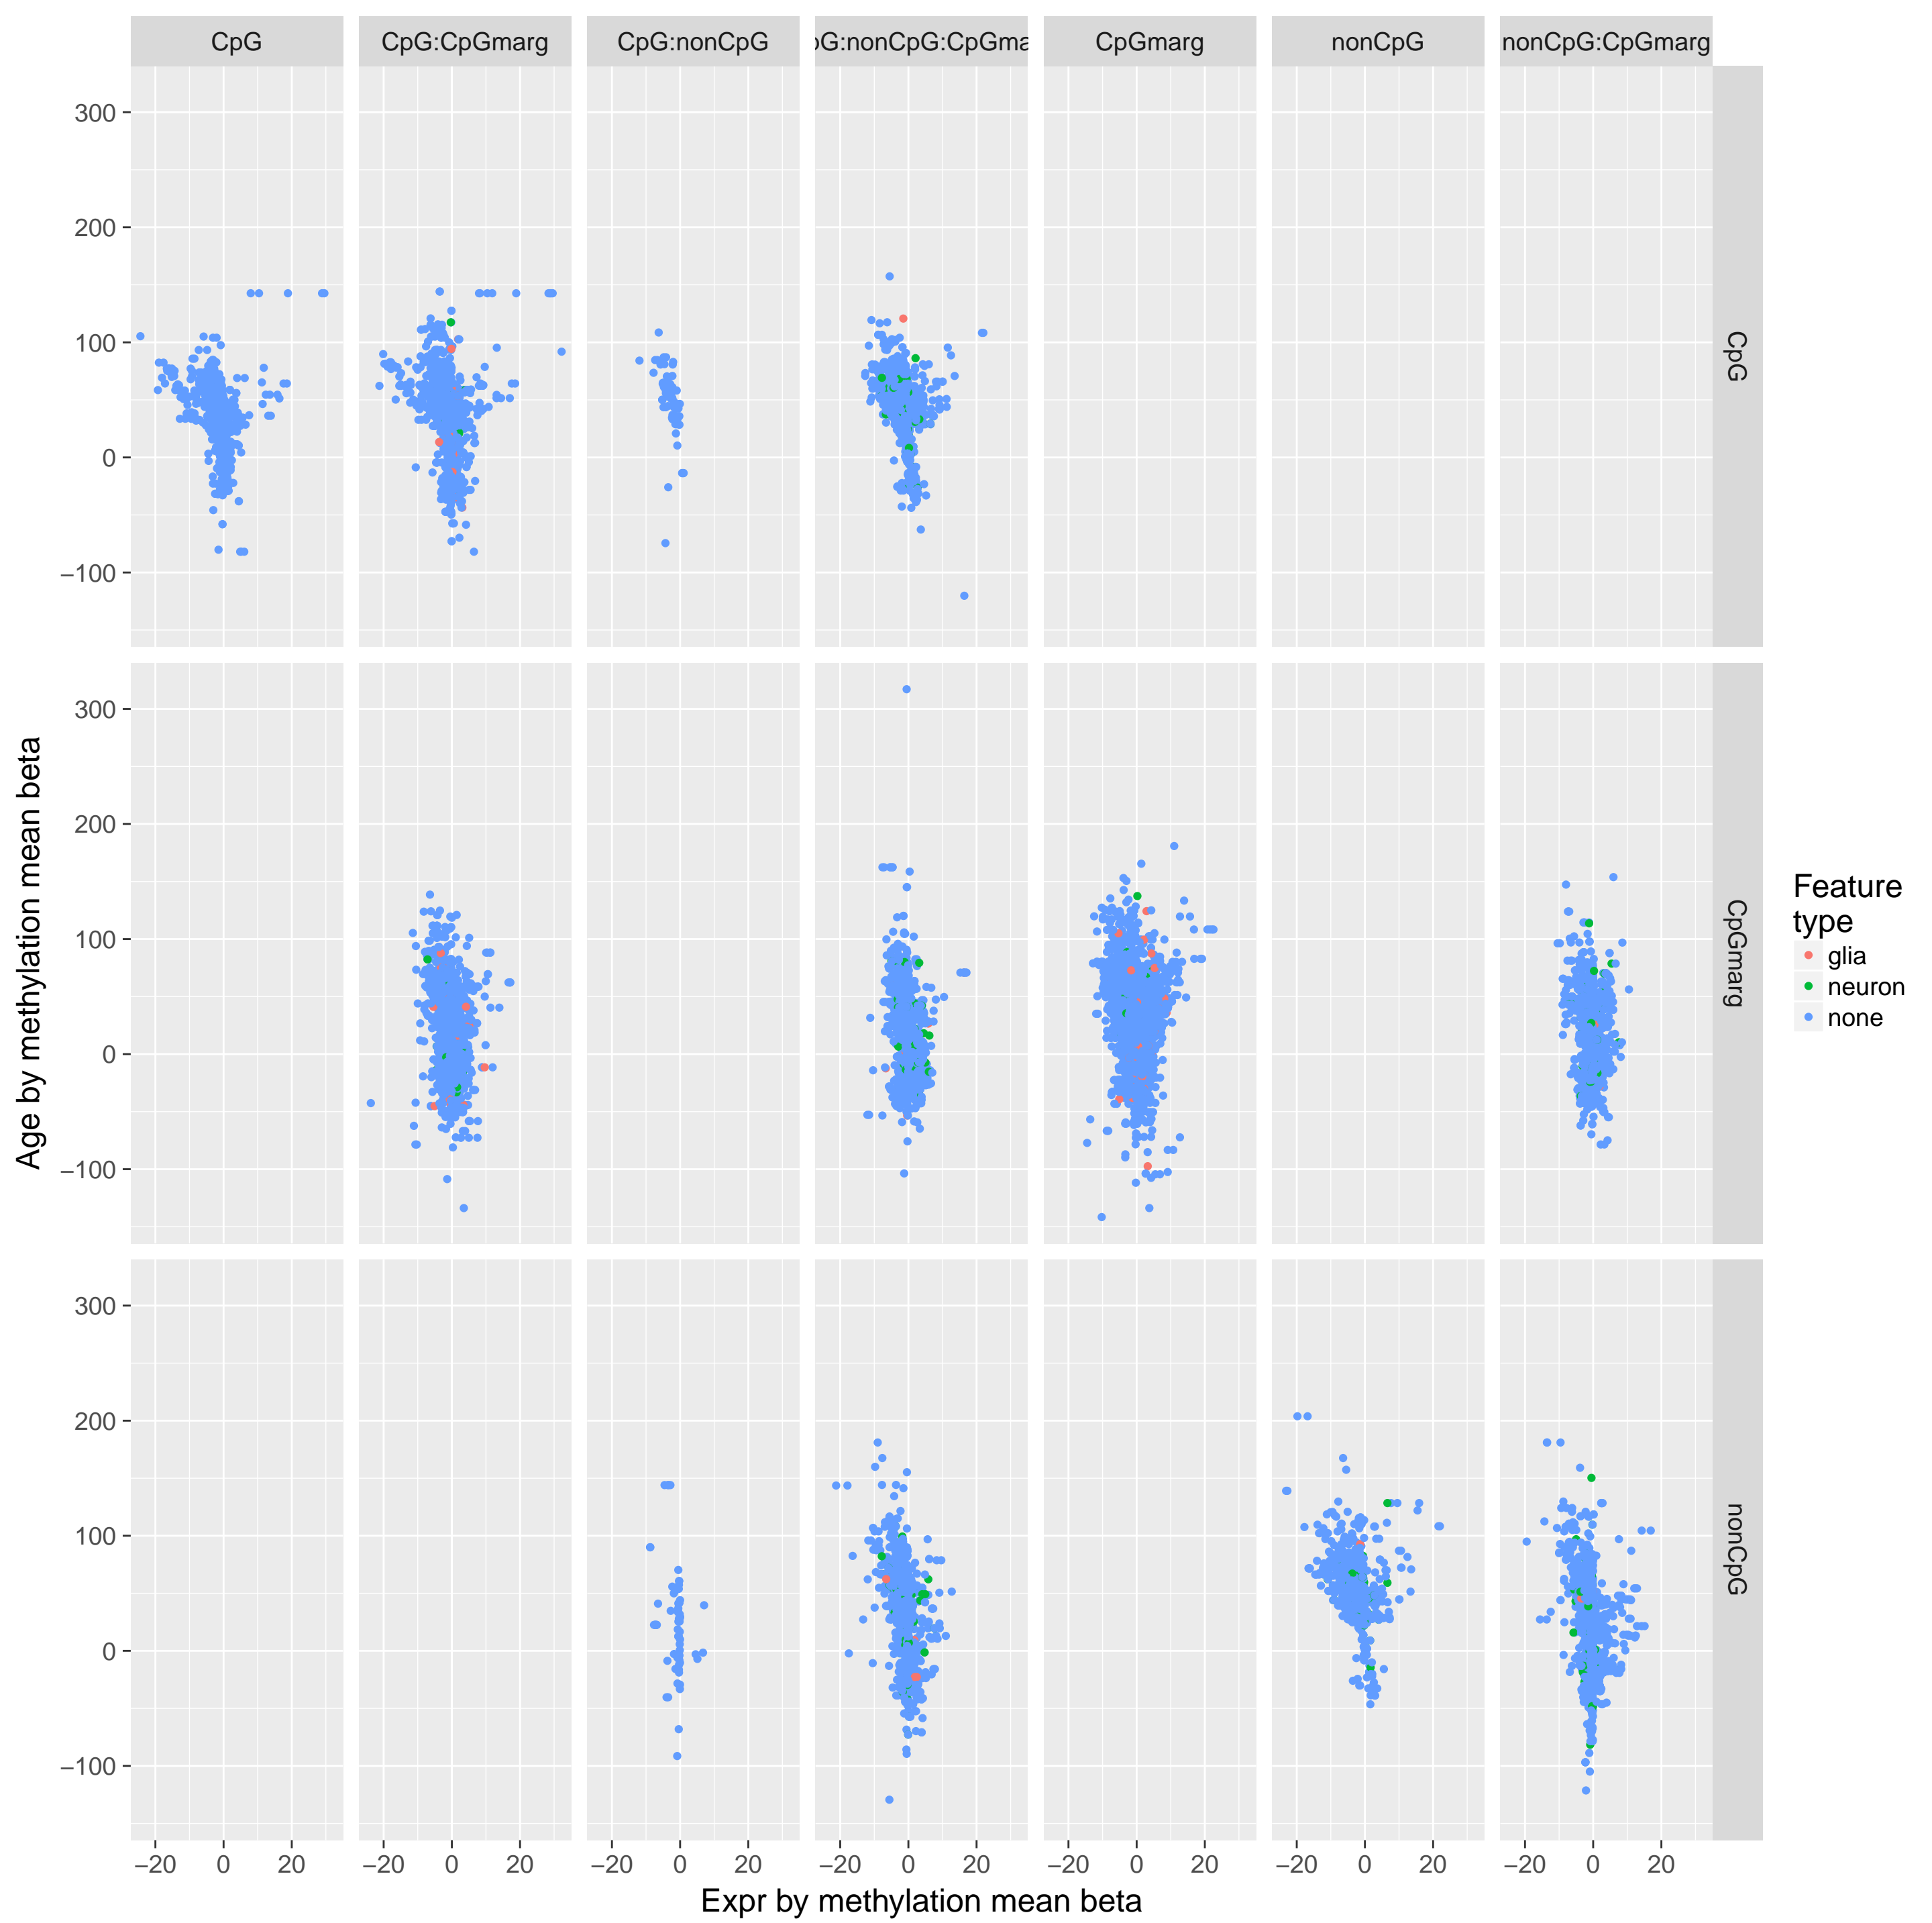 CpG
CpG:CpGmarg
CpG:nonCpG
G:nonCpG:CpGma
CpGmarg
nonCpG
nonCpG:CpGmarg
300
200
100
0
−100
CpG
300
200
100
0
−100
CpGmarg
300
200
100
0
−100
nonCpG
−20 0 20
−20 0 20
−20 0 20
−20 0 20
−20 0 20
−20 0 20
−20 0 20
Expr by methylation mean beta
Age by methylation mean beta
Feature
type
glia
neuron
none